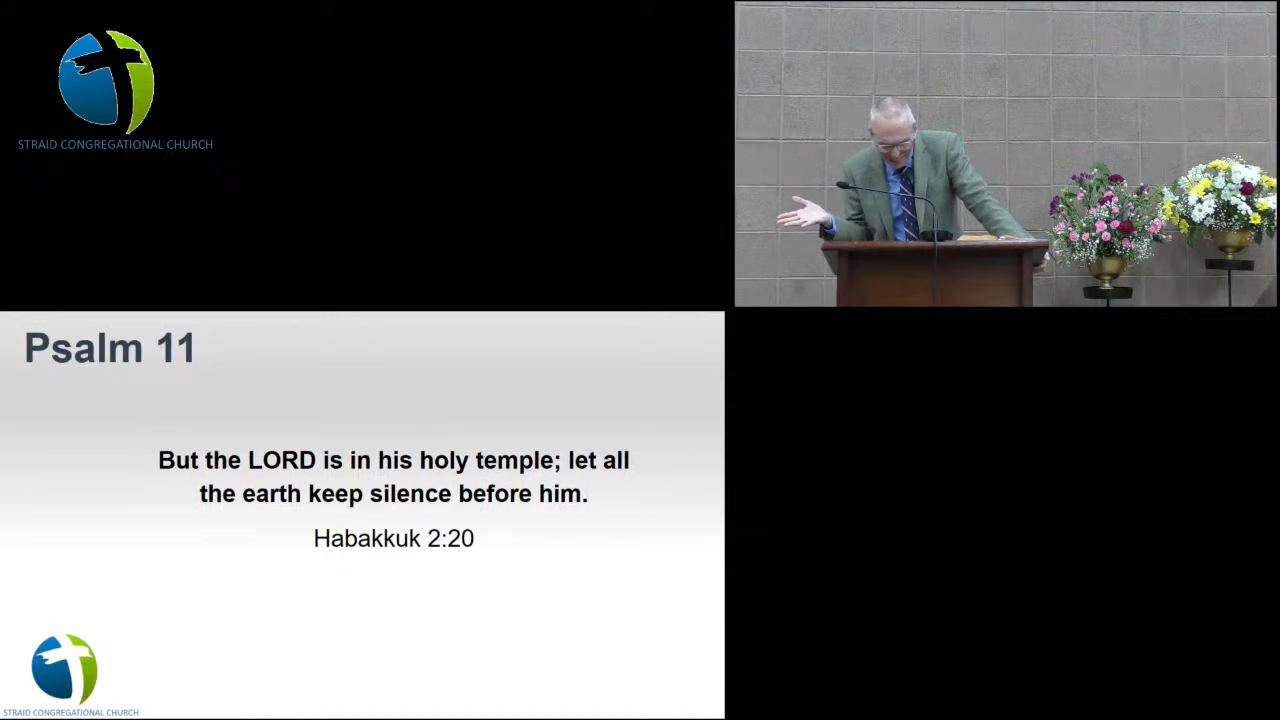 STRAID CONGREGATIONAL CHURCH
Psalm 11
But the LORD is in his holy temple; let all
the earth keep silence before him.
Habakkuk 2:20
STRAID CONGREGATIONAL CHURCH